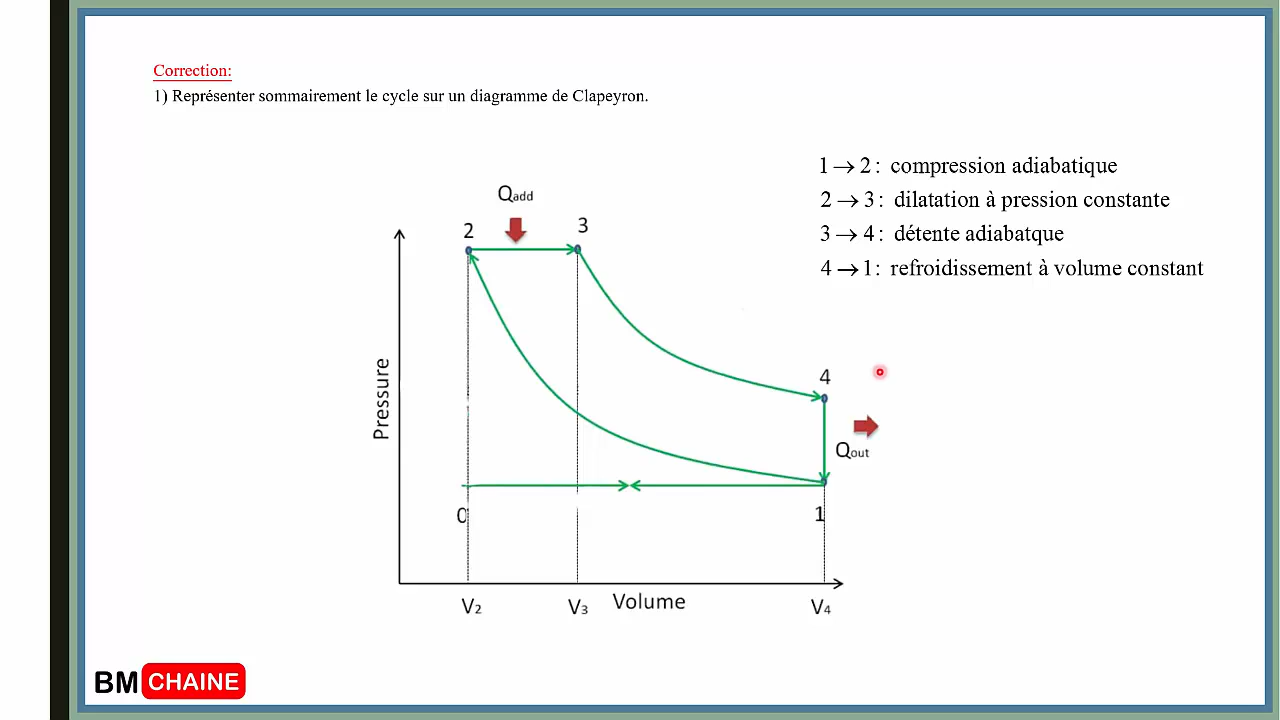 Correction:
1) Représenter sommairement le cycle sur un diagramme de Clapeyron.
1 → 2 : compression adiabatique
2 → 3 : dilatation à pression constante
3 → 4 : détente adiabatque
4 → 1 : refroidissement à volume constant
Qadd
2
3
4
Pressure
Qout
0
1
V2
V3
Volume
V4
BM CHAINE